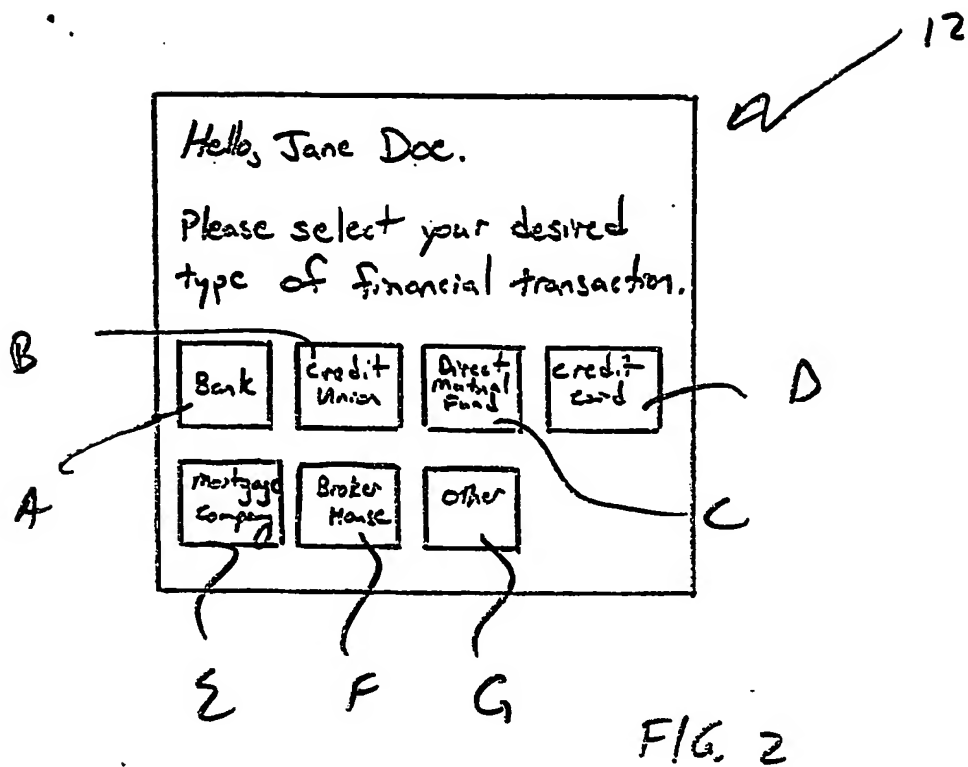 12
Hello, Jane Doe.
Please select your desired
type of financial transaction.
B
Bank
Credit
Union
Direct
Mutual
Fund
credit
card
D
A
Mortgage
Company
Broker
House
other
C
E
F
G
FIG. 2